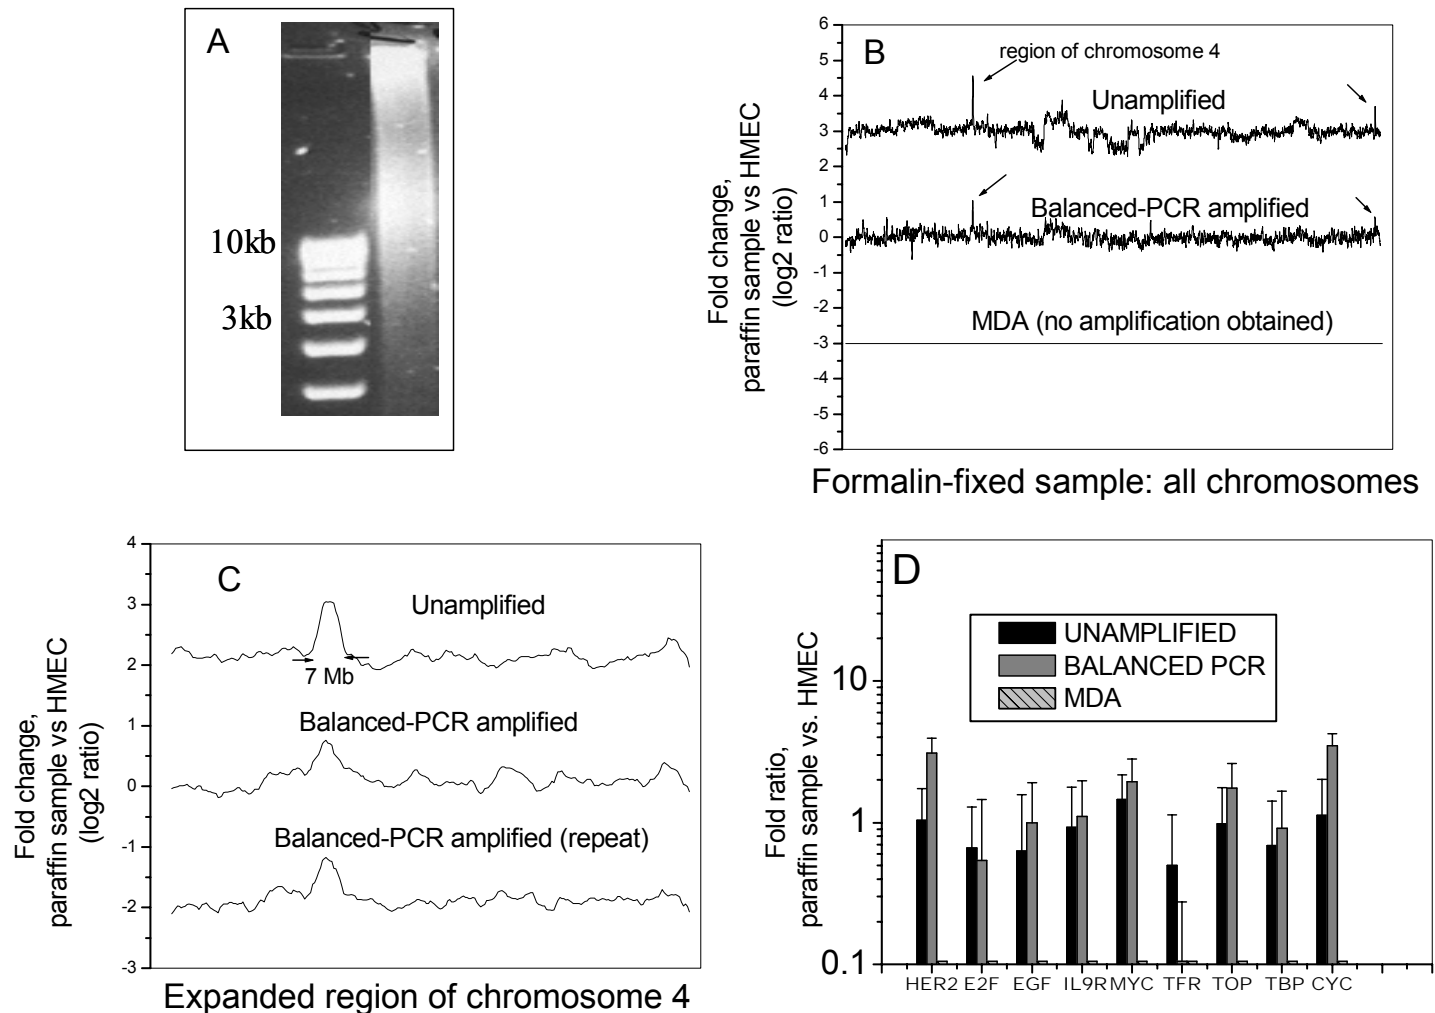 A
10kb
3kb
B
6
5
4
3
2
1
0
-1
-2
-3
-4
-5
-6
Fold change,
paraffin sample vs HMEC
(log2 ratio)
region of chromosome 4
Unamplified
Balanced-PCR amplified
MDA (no amplification obtained)
Formalin-fixed sample: all chromosomes
C
4
3
2
1
0
-1
-2
-3
Fold change,
paraffin sample vs HMEC
(log2 ratio)
Unamplified
7 Mb
Balanced-PCR amplified
Balanced-PCR amplified (repeat)
Expanded region of chromosome 4
D
10
1
0.1
Fold ratio,
paraffin sample vs. HMEC
UNAMPLIFIED
BALANCED PCR
MDA
HER2 E2F EGF IL9R MYC TFR TOP TBP CYC